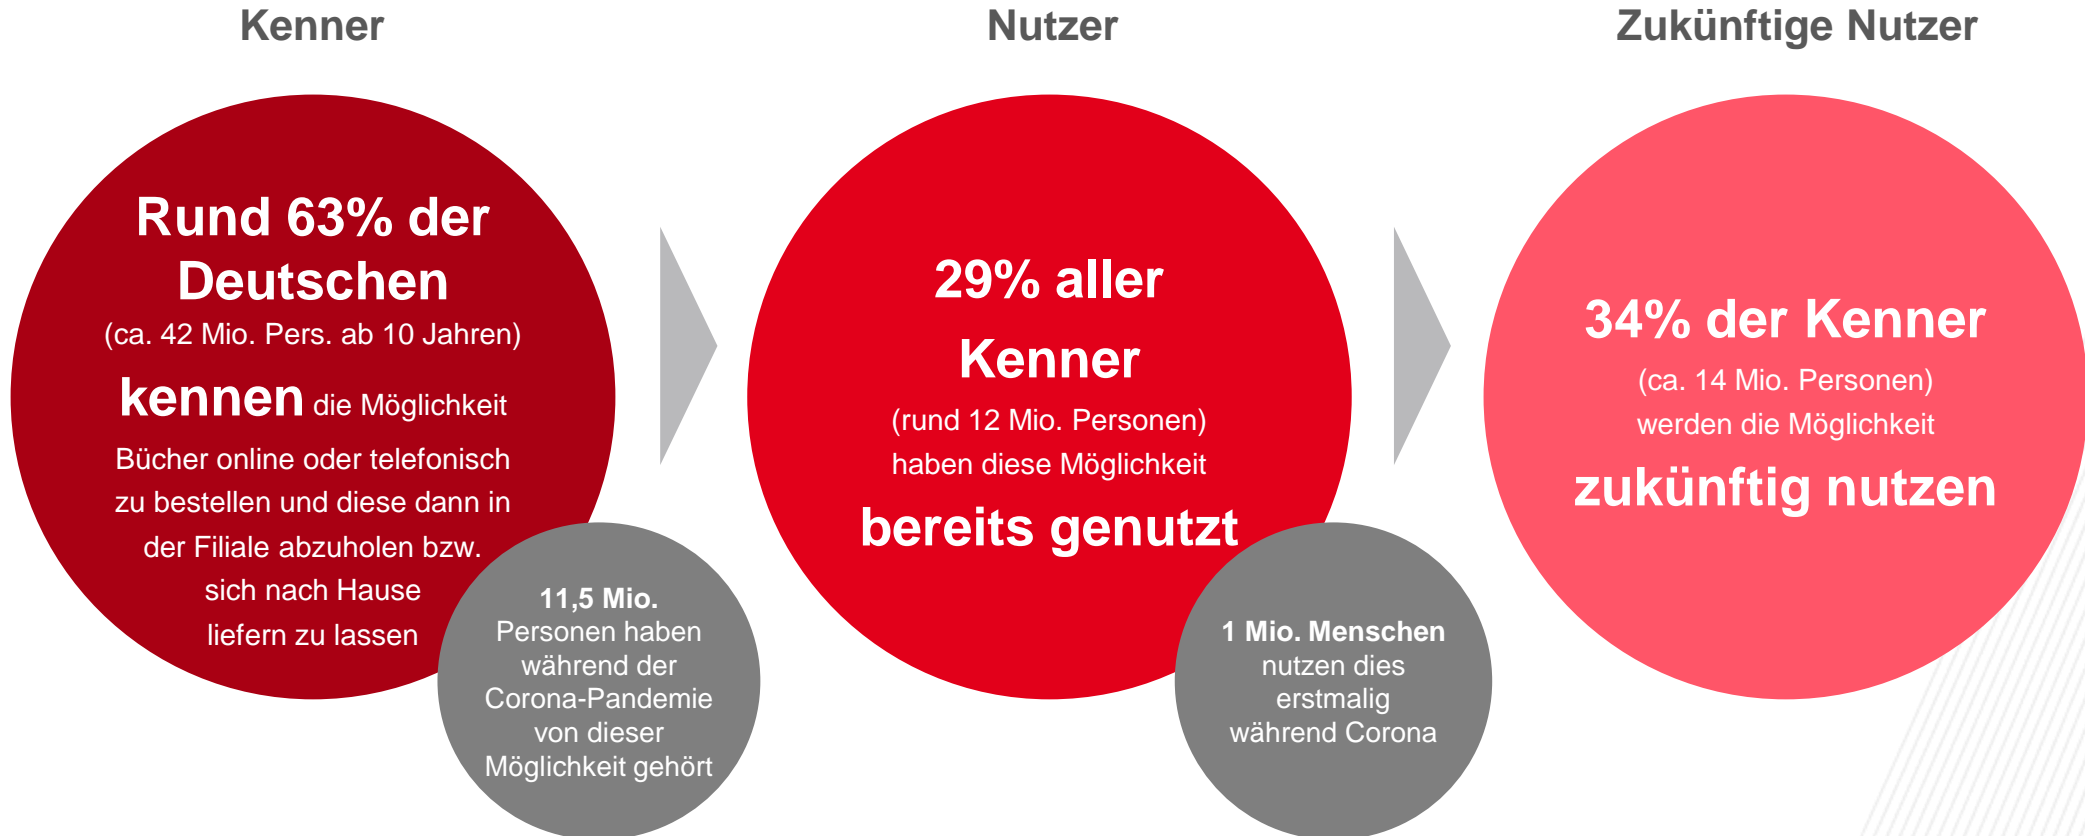 Kenner
Rund 63% der
Deutschen
(ca. 42 Mio. Pers. ab 10 Jahren)
kennen die Möglichkeit
Bücher online oder telefonisch
zu bestellen und diese dann in
der Filiale abzuholen bzw.
sich nach Hause
liefern zu lassen
11,5 Mio.
Personen haben
während der
Corona-Pandemie
von dieser
Möglichkeit gehört
Nutzer
29% aller
Kenner
(rund 12 Mio. Personen)
haben diese Möglichkeit
bereits genutzt
1 Mio. Menschen
nutzen dies
erstmalig
während Corona
Zukünftige Nutzer
34% der Kenner
(ca. 14 Mio. Personen)
werden die Möglichkeit
zukünftig nutzen